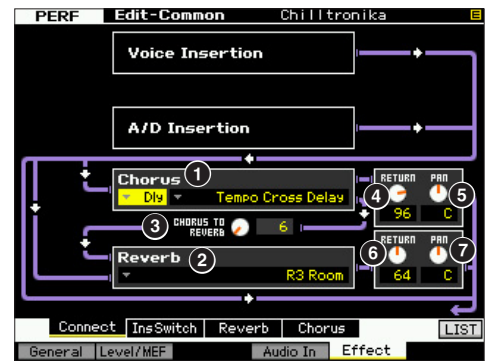 PERF Edit-Common Chilltronika E
Voice Insertion
A/D Insertion
Chorus 1
Dly Tempo Cross Delay
RETURN PAN
4 5
96 C
3 CHORUS TO REVERB 6
Reverb 2
R3 Room
RETURN PAN
6 7
64 C
Connect InsSwitch Reverb Chorus LIST
General Level/MEF Audio In Effect